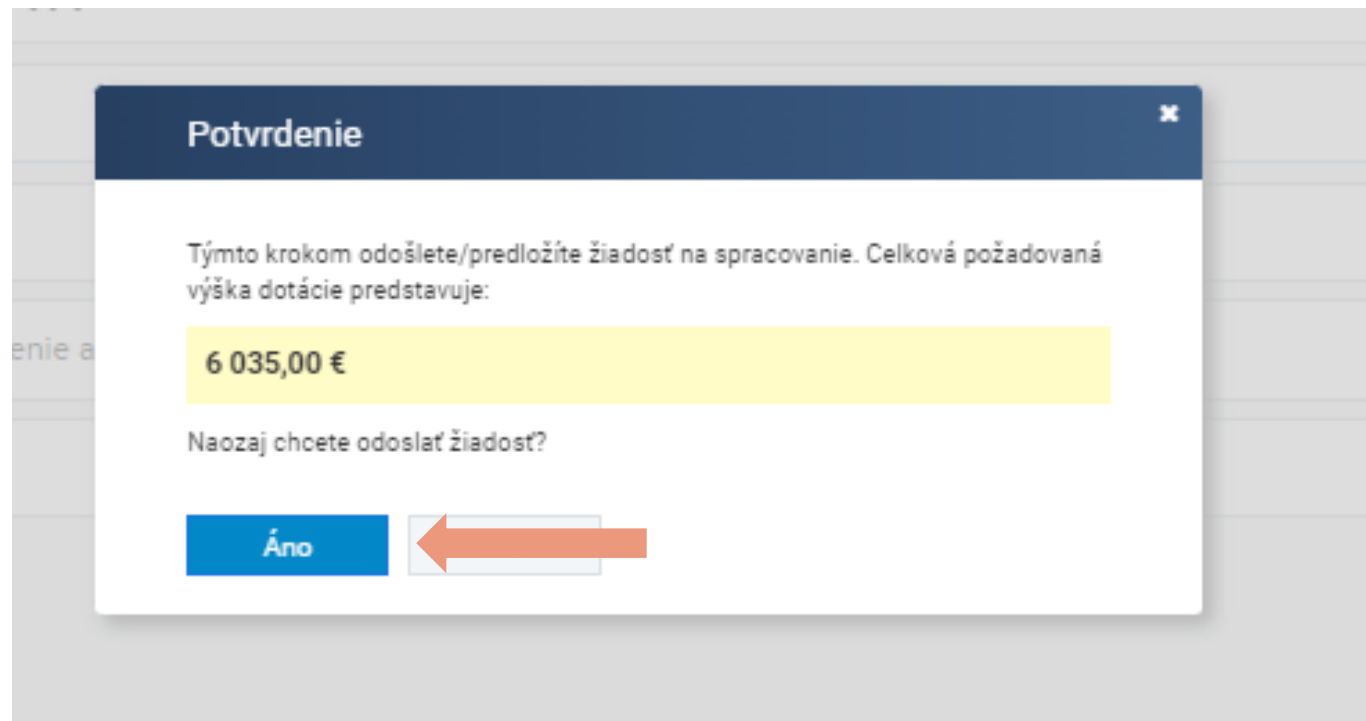 Potvrdenie
Týmto krokom odošlete/predložíte žiadosť na spracovanie. Celková požadovaná
výška dotácie predstavuje:
enie a
6 035,00 €
Naozaj chcete odoslať žiadosť?
Áno